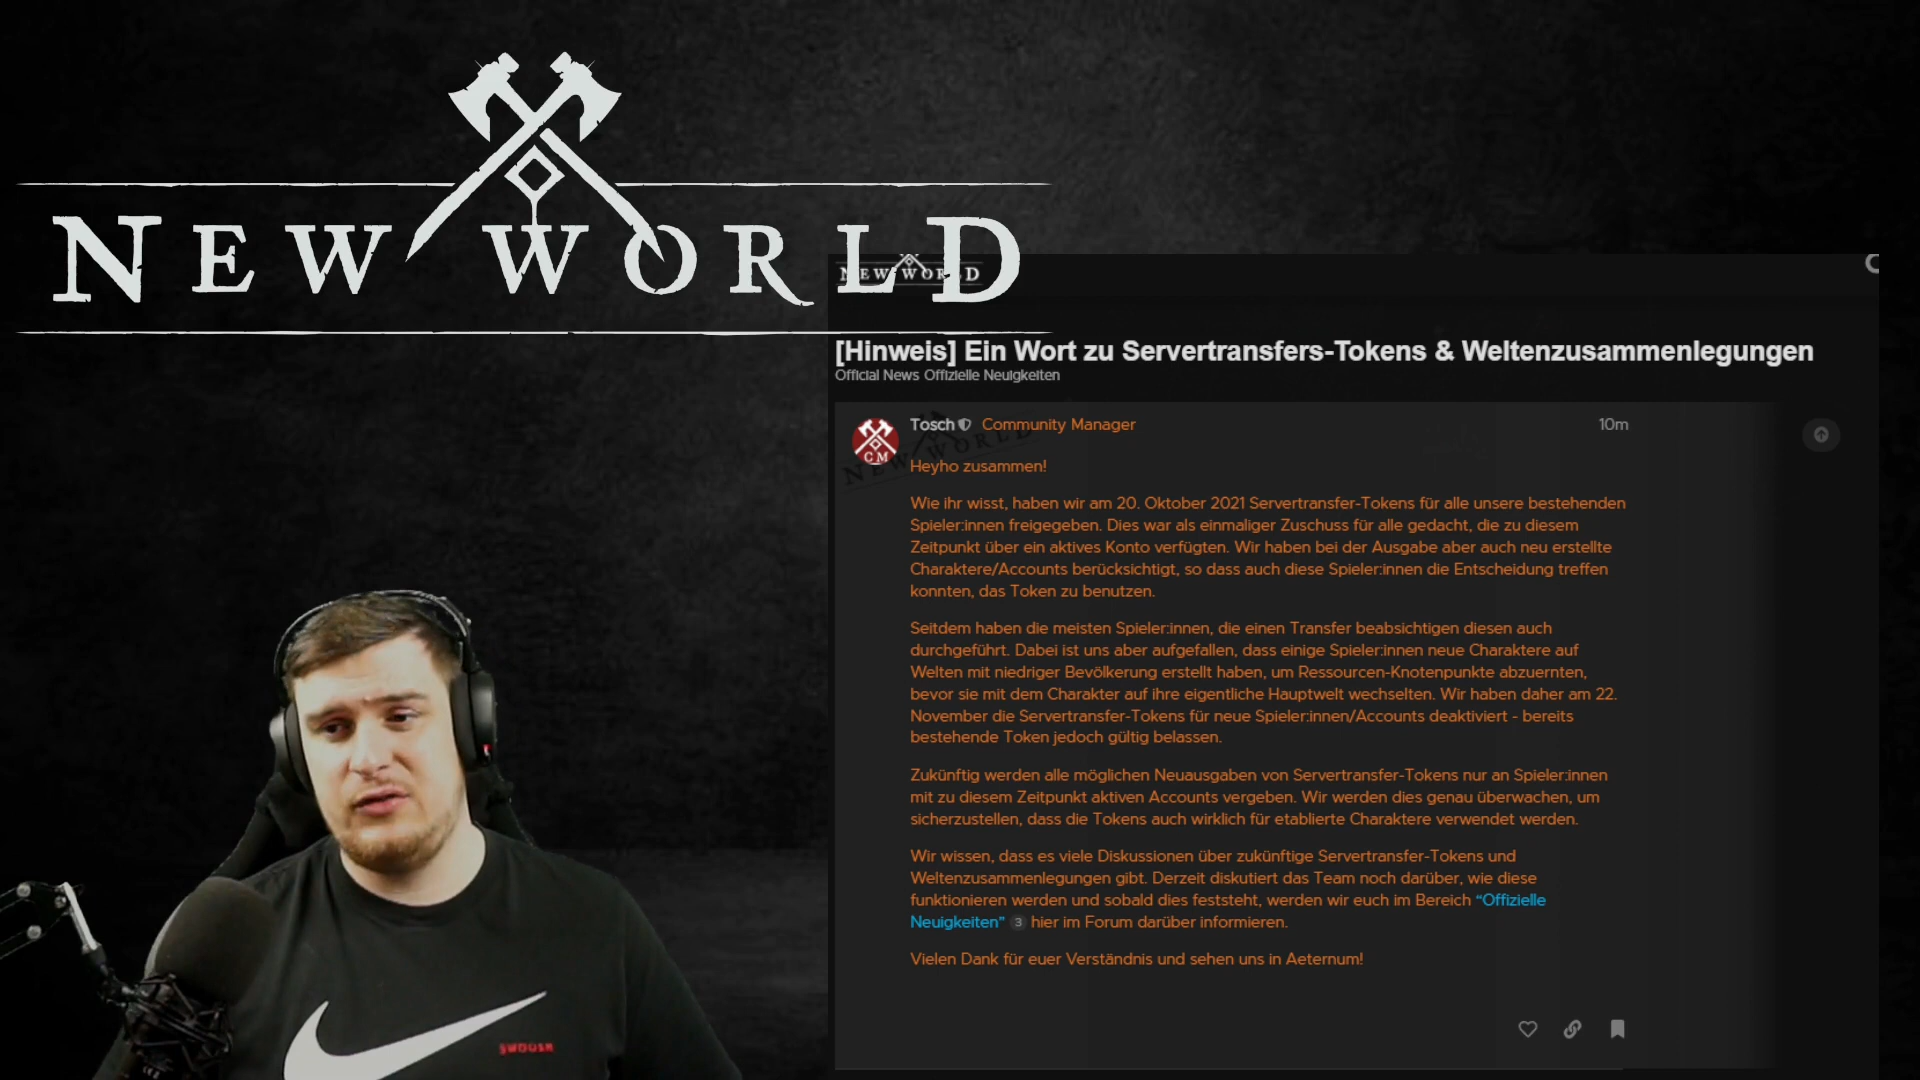 NEW WORLD
NEW WORLD
[Hinweis] Ein Wort zu Servertransfers-Tokens & Weltenzusammenlegungen
Official News Offizielle Neuigkeiten
Tosch Community Manager 10m
GM
NEW WORLD
Heyho zusammen!
Wie ihr wisst, haben wir am 20. Oktober 2021 Servertransfer-Tokens für alle unsere bestehenden
Spieler:innen freigegeben. Dies war als einmaliger Zuschuss für alle gedacht, die zu diesem
Zeitpunkt über ein aktives Konto verfügten. Wir haben bei der Ausgabe aber auch neu erstellte
Charaktere/Accounts berücksichtigt, so dass auch diese Spieler:innen die Entscheidung treffen
konnten, das Token zu benutzen.
Seitdem haben die meisten Spieler:innen, die einen Transfer beabsichtigen diesen auch
durchgeführt. Dabei ist uns aber aufgefallen, dass einige Spieler:innen neue Charaktere auf
Welten mit niedriger Bevölkerung erstellt haben, um Ressourcen-Knotenpunkte abzuernten,
bevor sie mit dem Charakter auf ihre eigentliche Hauptwelt wechselten. Wir haben daher am 22.
November die Servertransfer-Tokens für neue Spieler:innen/Accounts deaktiviert - bereits
bestehende Token jedoch gültig belassen.
Zukünftig werden alle möglichen Neuausgaben von Servertransfer-Tokens nur an Spieler:innen
mit zu diesem Zeitpunkt aktiven Accounts vergeben. Wir werden dies genau überwachen, um
sicherzustellen, dass die Tokens auch wirklich für etablierte Charaktere verwendet werden.
Wir wissen, dass es viele Diskussionen über zukünftige Servertransfer-Tokens und
Weltenzusammenlegungen gibt. Derzeit diskutiert das Team noch darüber, wie diese
funktionieren werden und sobald dies feststeht, werden wir euch im Bereich “Offizielle
Neuigkeiten” 3 hier im Forum darüber informieren.
Vielen Dank für euer Verständnis und sehen uns in Aeternum!
SWOOSH